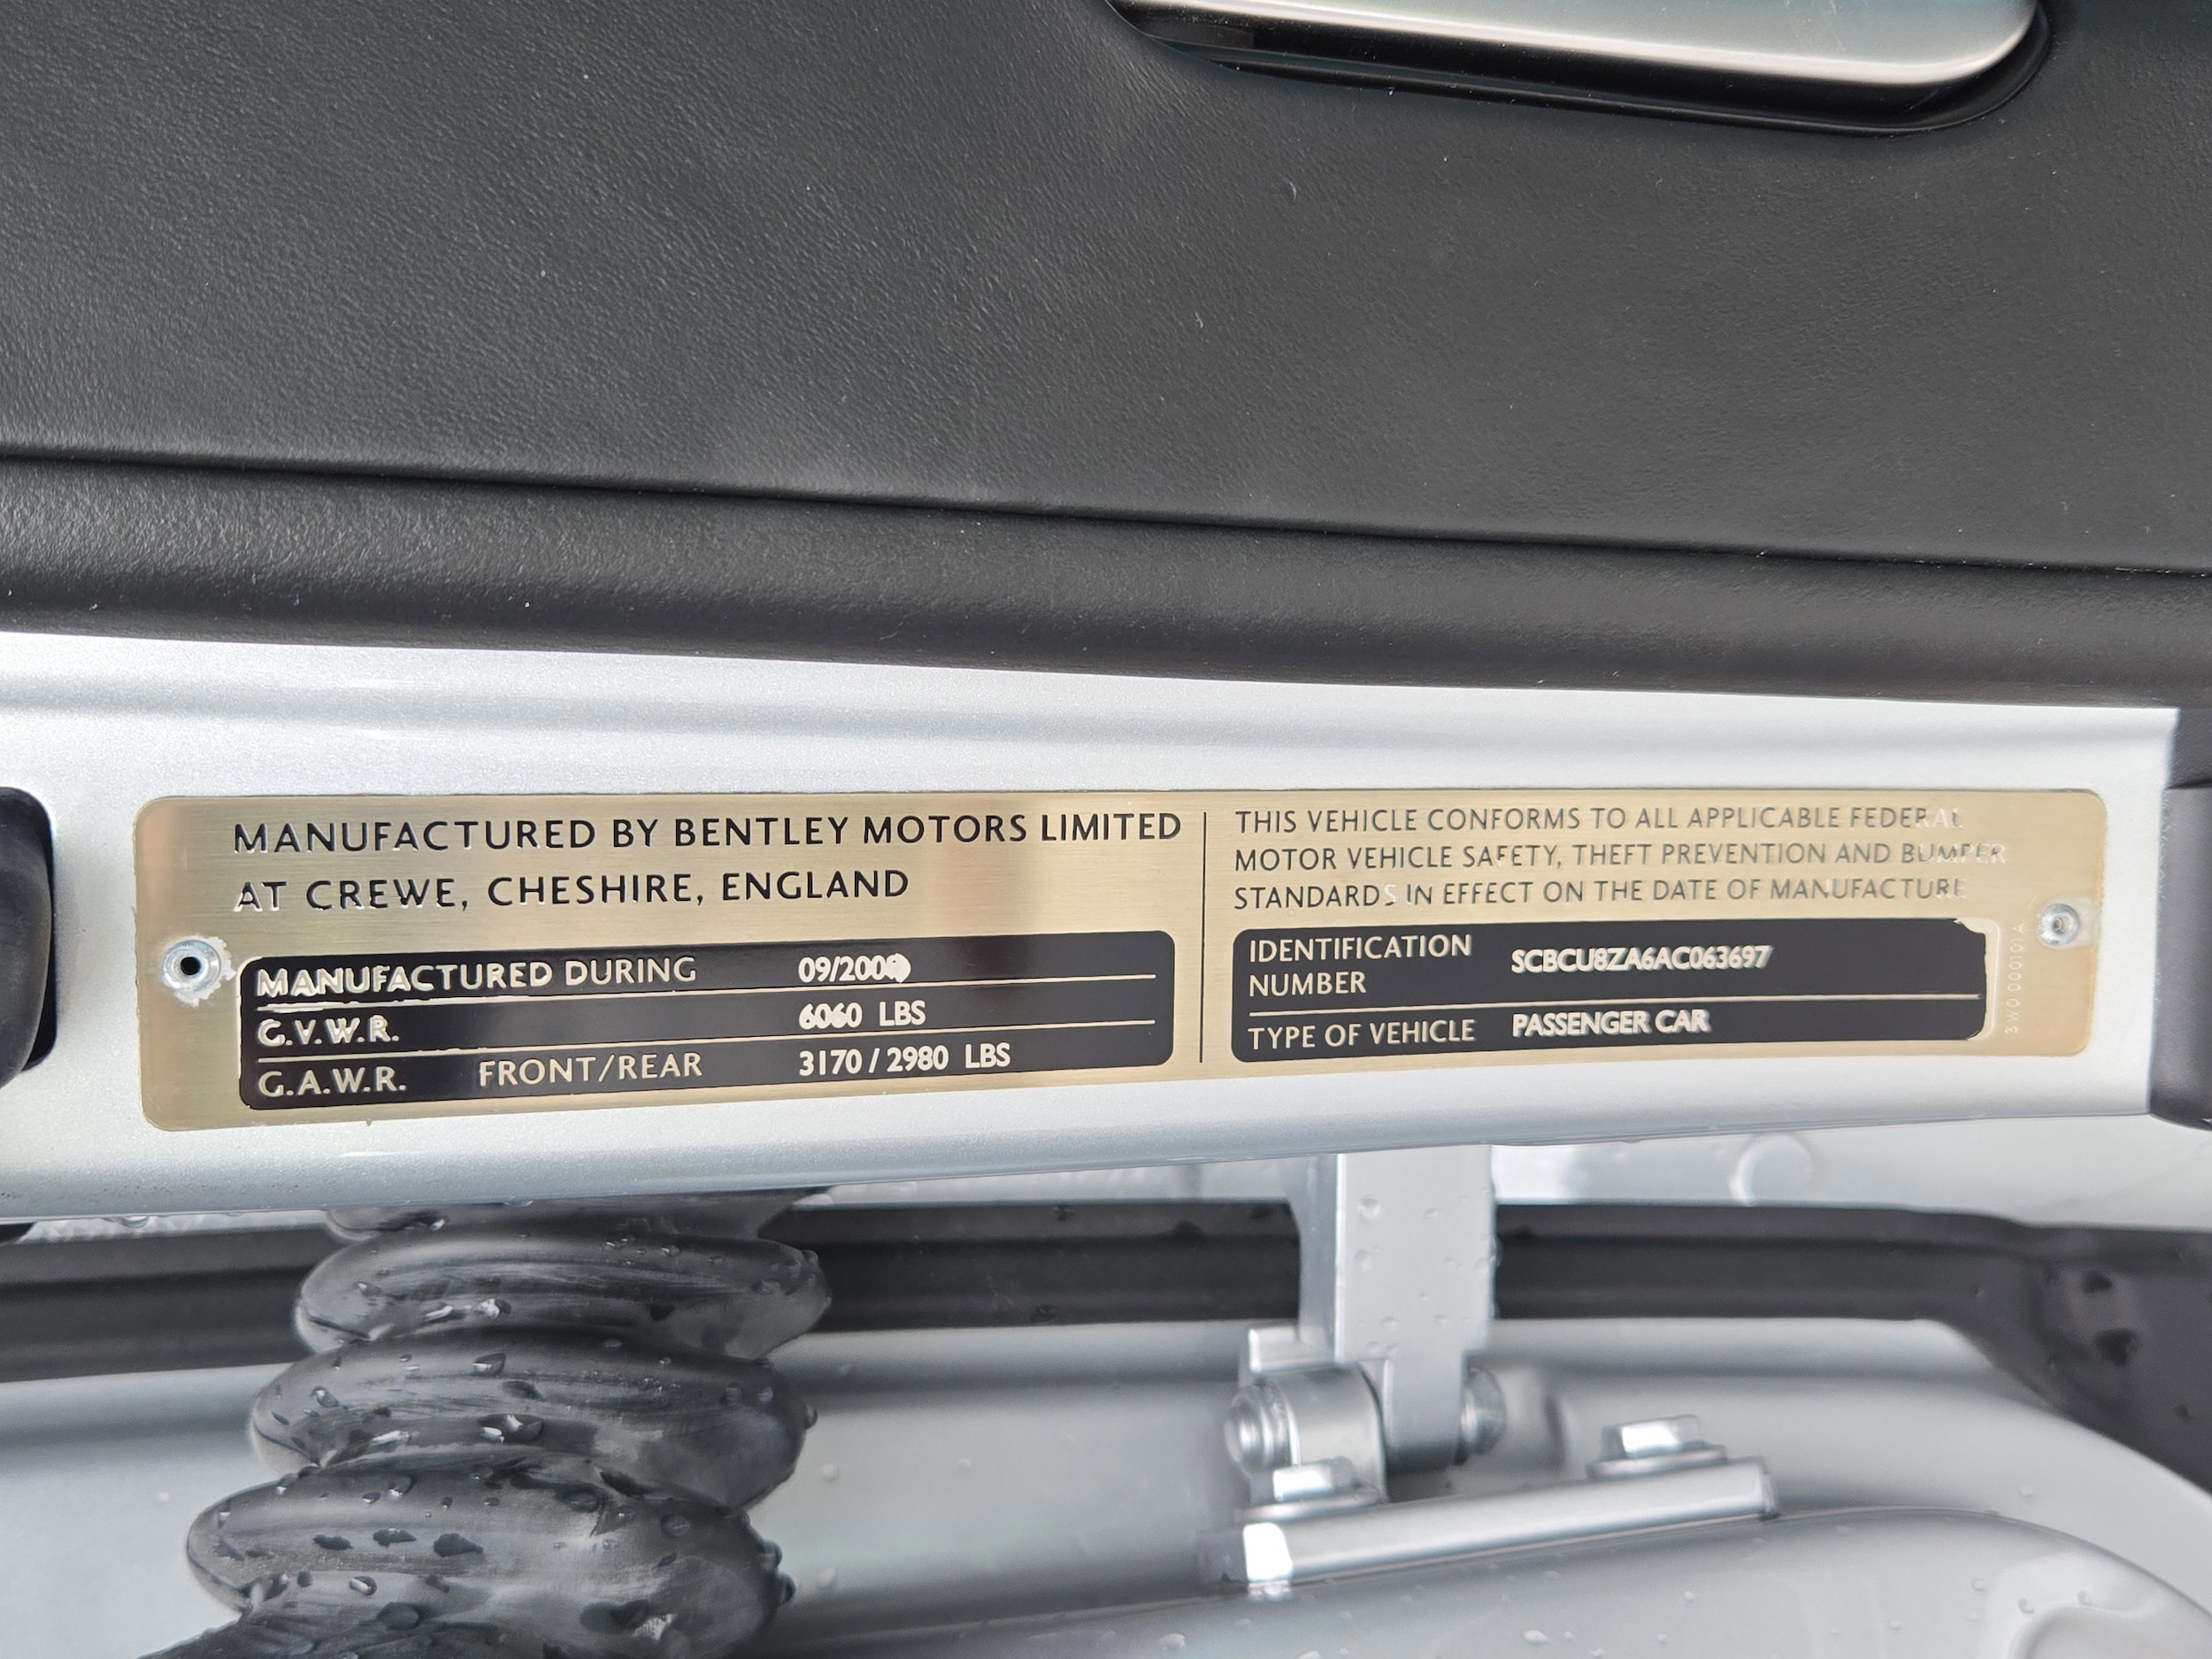 MANUFACTURED BY BENTLEY MOTORS LIMITED
AT CREWE, CHESHIRE, ENGLAND
MANUFACTURED DURING
G.V.W.R. 6060 LBS
G.A.W.R. FRONT/REAR 3170 / 2980 LBS
THIS VEHICLE CONFORMS TO ALL APPLICABLE FEDERAL
MOTOR VEHICLE SAFETY, THEFT PREVENTION AND BUMPER
STANDARDS IN EFFECT ON THE DATE OF MANUFACTURE
IDENTIFICATION
NUMBER SCBCU8ZA6AC063697
TYPE OF VEHICLE PASSENGER CAR